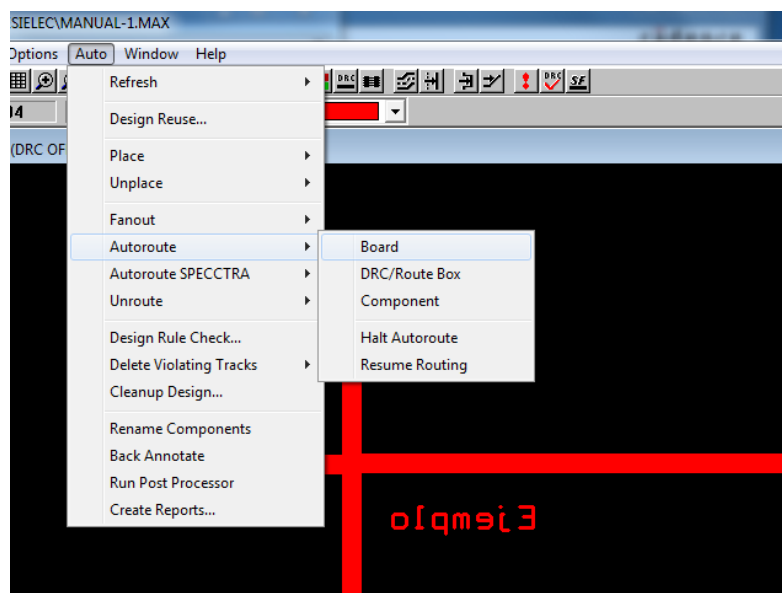 SIELEC\MANUAL-1.MAX
Options Auto Window Help
DRC DRC SF
Refresh
Design Reuse...
(DRC OF
Place
Unplace
Fanout
Autoroute
Board
Autoroute SPECCTRA
DRC/Route Box
Unroute
Component
Design Rule Check...
Halt Autoroute
Delete Violating Tracks
Resume Routing
Cleanup Design...
Rename Components
Back Annotate
Run Post Processor
Create Reports...
Ejemplo